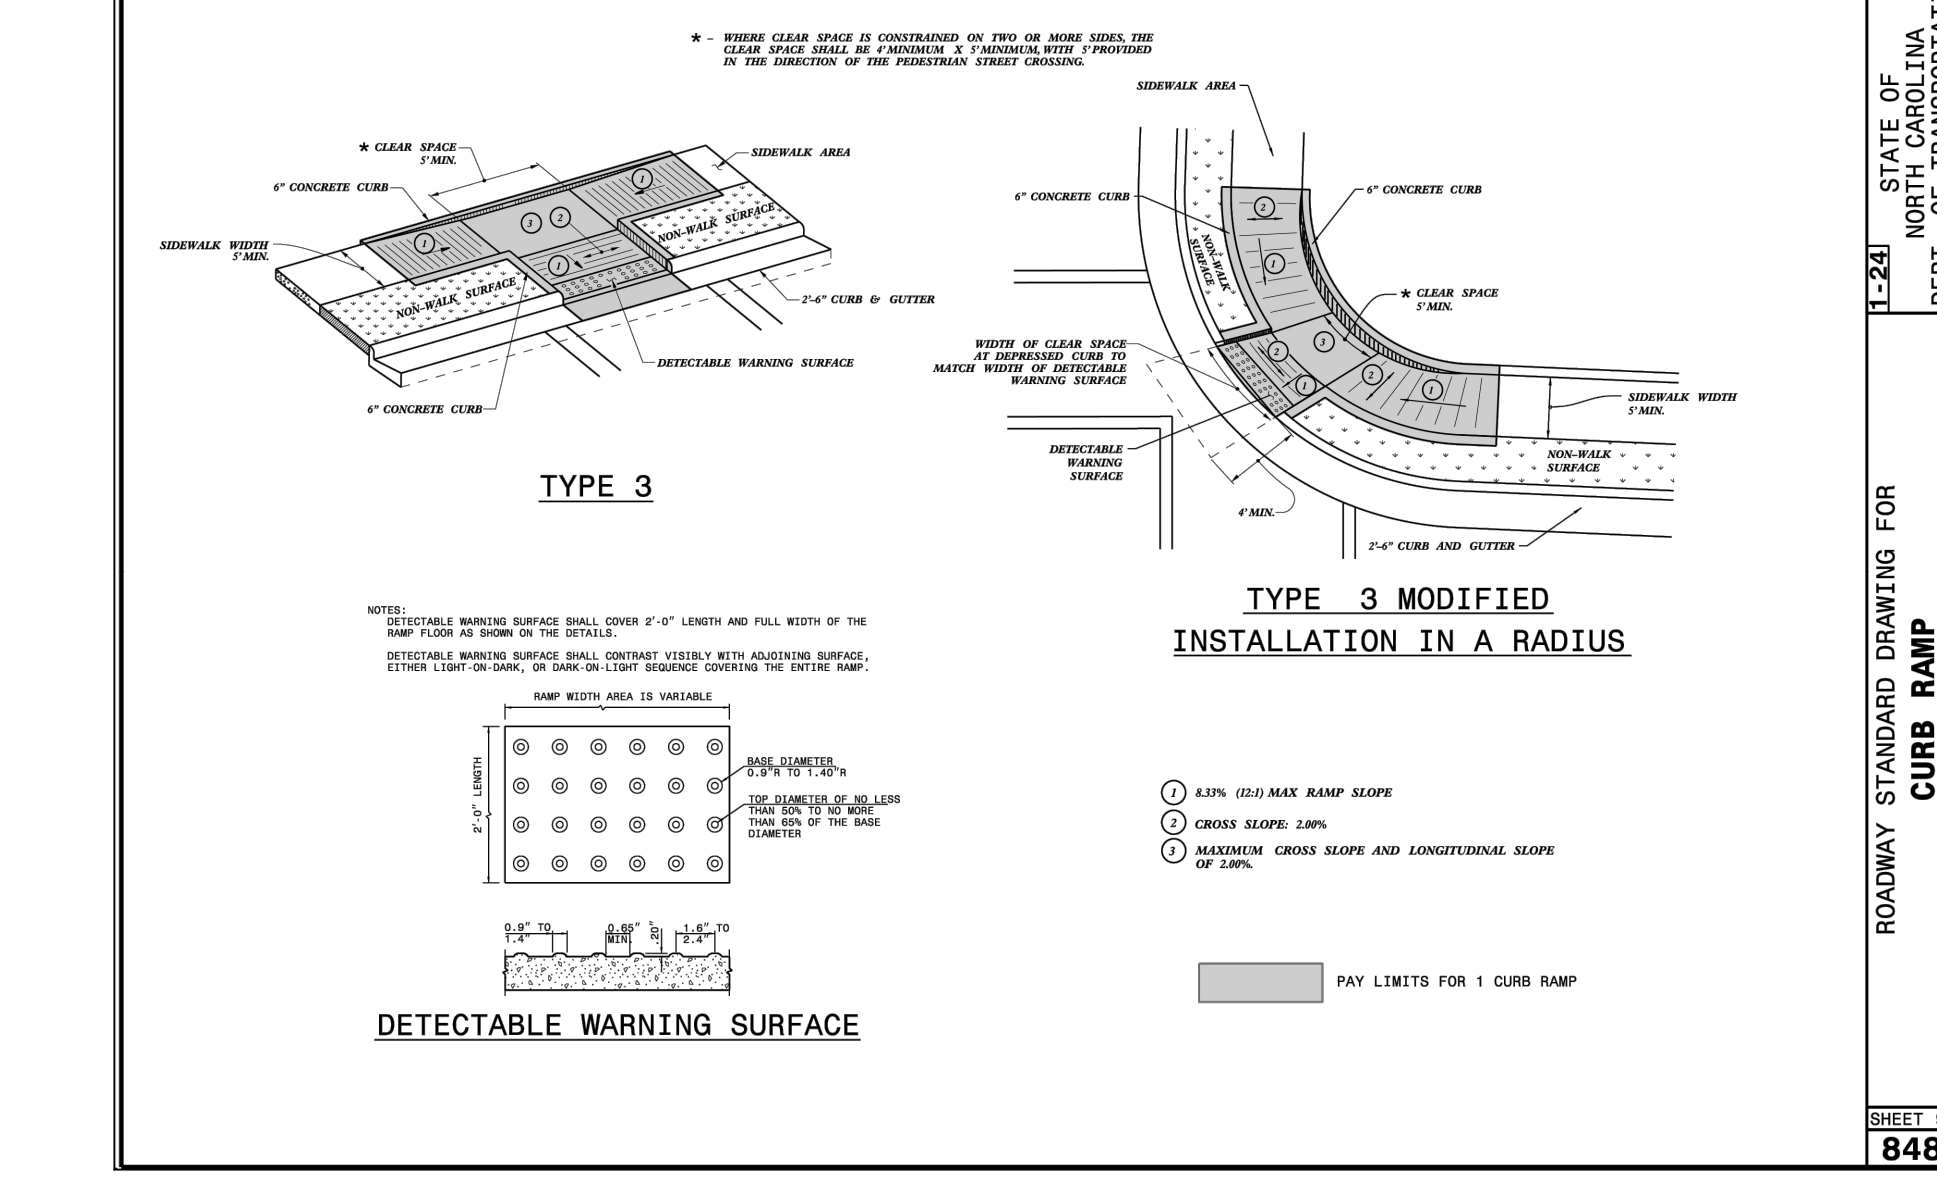 * – WHERE CLEAR SPACE IS CONSTRAINED ON TWO OR MORE SIDES, THE
CLEAR SPACE SHALL BE 4' MINIMUM X 5' MINIMUM, WITH 5' PROVIDED
IN THE DIRECTION OF THE PEDESTRIAN STREET CROSSING.
* CLEAR SPACE
5' MIN.
6" CONCRETE CURB
SIDEWALK WIDTH
5' MIN.
SIDEWALK AREA
1
3 2
1
1
NON-WALK SURFACE
NON-WALK SURFACE
2'-6" CURB & GUTTER
DETECTABLE WARNING SURFACE
6" CONCRETE CURB
TYPE 3
SIDEWALK AREA
6" CONCRETE CURB
6" CONCRETE CURB
2
1
NON-WALK
SURFACE
* CLEAR SPACE
5' MIN.
WIDTH OF CLEAR SPACE
AT DEPRESSED CURB TO
MATCH WIDTH OF DETECTABLE
WARNING SURFACE
2
3
1
2
1
SIDEWALK WIDTH
5' MIN.
DETECTABLE
WARNING
SURFACE
NON-WALK
SURFACE
4' MIN.
2'-6" CURB AND GUTTER
TYPE 3 MODIFIED
INSTALLATION IN A RADIUS
NOTES:
DETECTABLE WARNING SURFACE SHALL COVER 2'-0" LENGTH AND FULL WIDTH OF THE
RAMP FLOOR AS SHOWN ON THE DETAILS.
DETECTABLE WARNING SURFACE SHALL CONTRAST VISIBLY WITH ADJOINING SURFACE,
EITHER LIGHT-ON-DARK, OR DARK-ON-LIGHT SEQUENCE COVERING THE ENTIRE RAMP.
RAMP WIDTH AREA IS VARIABLE
2'-0" LENGTH
BASE DIAMETER
0.9"R TO 1.40"R
TOP DIAMETER OF NO LESS
THAN 50% TO NO MORE
THAN 65% OF THE BASE
DIAMETER
0.9" TO
1.4"
0.65"
MIN.
.20"
1.6" TO
2.4"
DETECTABLE WARNING SURFACE
1 8.33% (12:1) MAX RAMP SLOPE
2 CROSS SLOPE: 2.00%
3 MAXIMUM CROSS SLOPE AND LONGITUDINAL SLOPE
OF 2.00%.
PAY LIMITS FOR 1 CURB RAMP
1-24
STATE OF
NORTH CAROLINA
ROADWAY STANDARD DRAWING FOR
CURB RAMP
SHEET
848